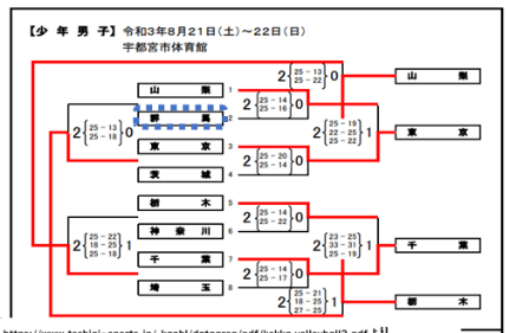 【少年男子】 令和3年8月21日(土)~22日(日)
宇都宮市体育館
2 25-13 25-22 0
山梨
山梨 1
2 25-14 25-16 0
群馬 2
2 25-13 25-18 0
2 25-19 22-25 25-22 1
東京
東京 3
2 25-20 25-14 0
茨城 4
栃木 5
2 25-14 25-22 0
神奈川 6
2 25-22 18-25 25-18 1
2 23-25 33-31 25-19 1
千葉
千葉 7
2 25-14 25-17 0
埼玉 8
2 25-21 18-25 27-25 1
栃木
より